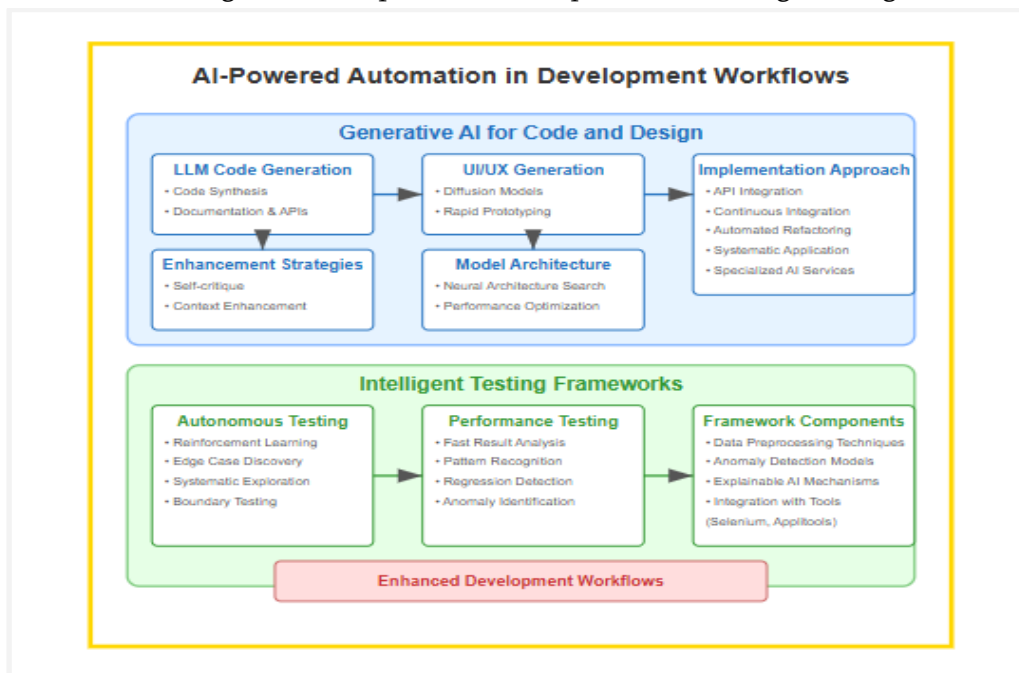 AI-Powered Automation in Development Workflows
Generative AI for Code and Design
LLM Code Generation
• Code Synthesis
• Documentation & APIs
UI/UX Generation
• Diffusion Models
• Rapid Prototyping
Implementation Approach
• API Integration
• Continuous Integration
• Automated Refactoring
• Systematic Application
• Specialized AI Services
Enhancement Strategies
• Self-critique
• Context Enhancement
Model Architecture
• Neural Architecture Search
• Performance Optimization
Intelligent Testing Frameworks
Autonomous Testing
• Reinforcement Learning
• Edge Case Discovery
• Systematic Exploration
• Boundary Testing
Performance Testing
• Fast Result Analysis
• Pattern Recognition
• Regression Detection
• Anomaly Identification
Framework Components
• Data Preprocessing Techniques
• Anomaly Detection Models
• Explainable AI Mechanisms
• Integration with Tools
(Selenium, Applitools)
Enhanced Development Workflows